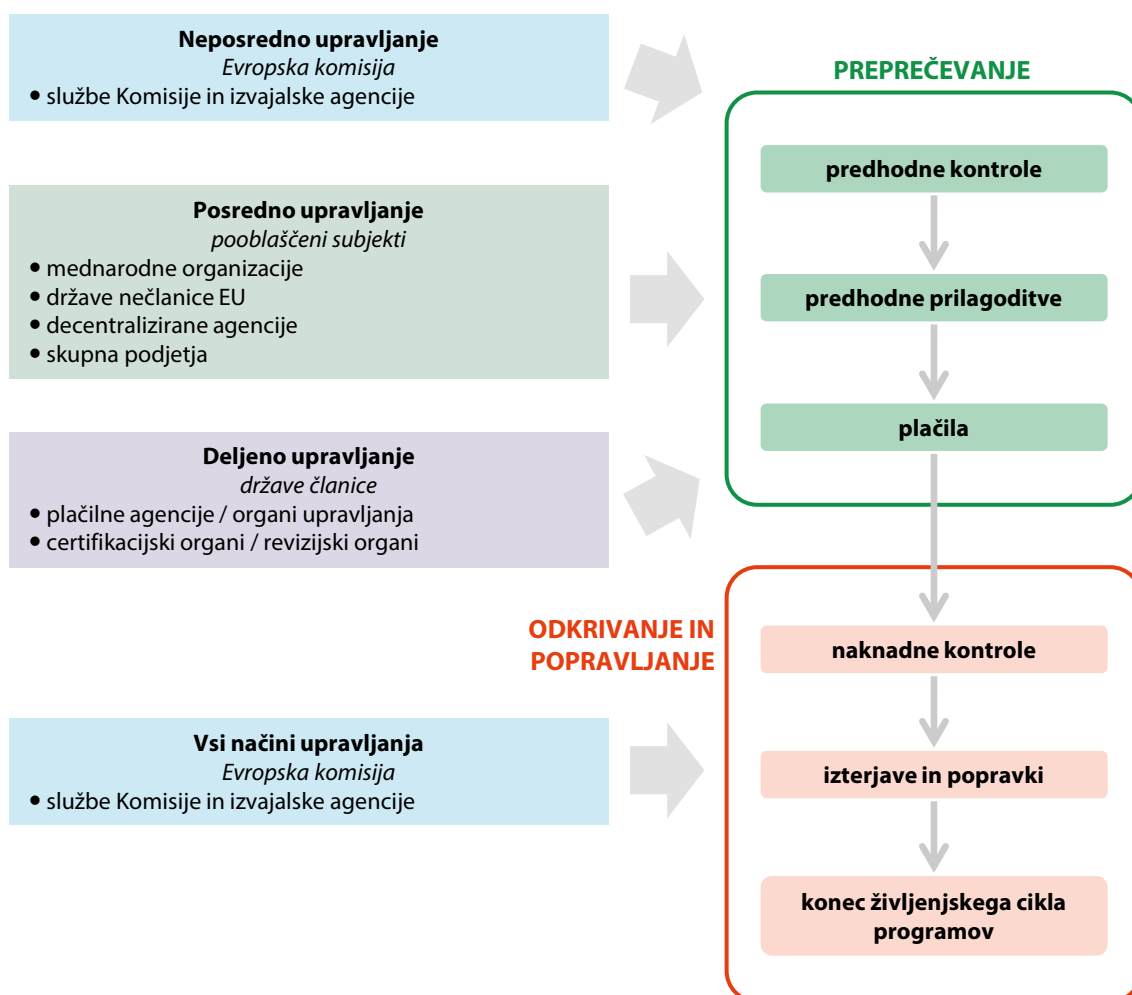 Neposredno upravljanje
Evropska komisija
• službe Komisije in izvajalske agencije
PREPREČEVANJE
predhodne kontrole
Posredno upravljanje
pooblaščeni subjekti
• mednarodne organizacije
• države nečlanice EU
• decentralizirane agencije
• skupna podjetja
predhodne prilagoditve
plačila
Deljeno upravljanje
države članice
• plačilne agencije / organi upravljanja
• certifikacijski organi / revizijski organi
ODKRIVANJE IN
POPRAVLJANJE
naknadne kontrole
Vsi načini upravljanja
Evropska komisija
• službe Komisije in izvajalske agencije
izterjave in popravki
konec življenjskega cikla
programov